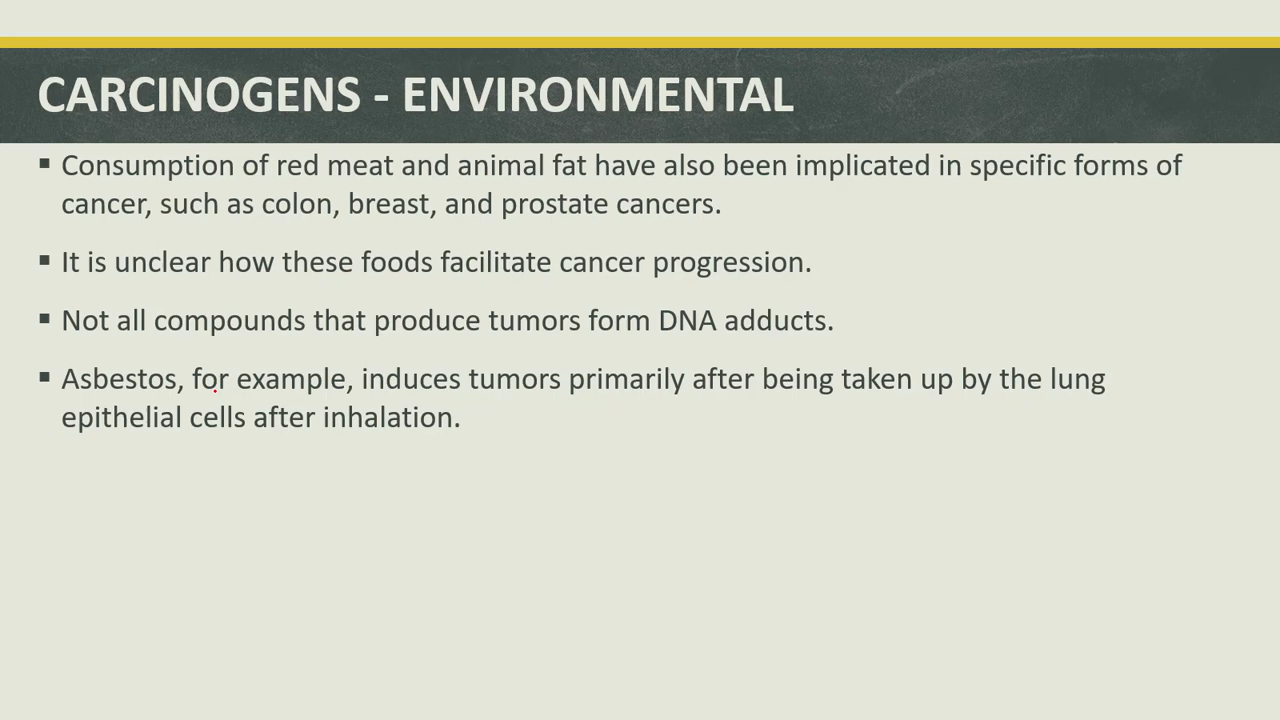 CARCINOGENS - ENVIRONMENTAL
▪ Consumption of red meat and animal fat have also been implicated in specific forms of
cancer, such as colon, breast, and prostate cancers.
▪ It is unclear how these foods facilitate cancer progression.
▪ Not all compounds that produce tumors form DNA adducts.
▪ Asbestos, for example, induces tumors primarily after being taken up by the lung
epithelial cells after inhalation.